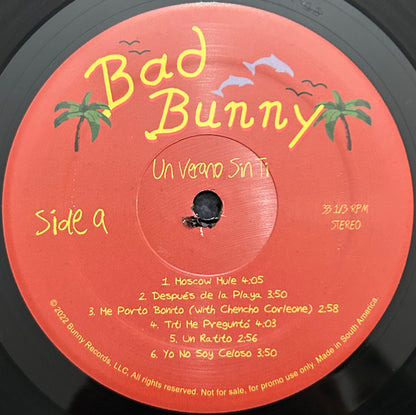 Bad
Bunny
Un Verano Sin Ti
Side a
33 1/3 RPM
STEREO
1. Moscow Mule 4:05
2. Después de la Playa 3:50
3. Me Porto Bonito (with Chencho Corleone) 2:58
4. Tití Me Preguntó 4:03
5. Un Ratito 2:56
6. Yo No Soy Celoso 3:50
© 2022 Bunny Records, LLC, All rights reserved. Not for sale, for promo use only. Made in South America.